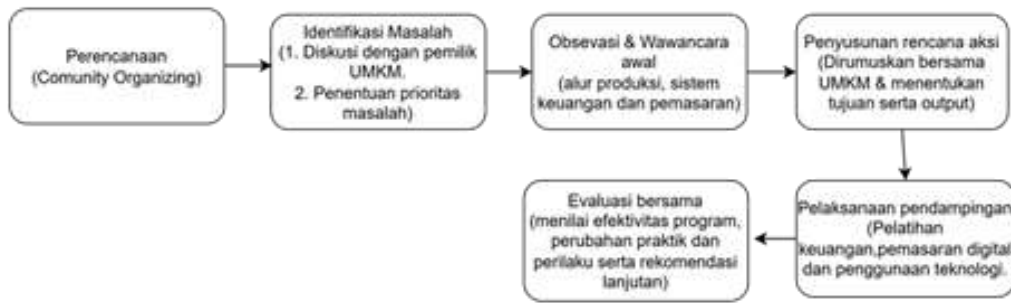 Perencanaan
(Comunity Organizing)
Identifikasi Masalah
(1. Diskusi dengan pemilik
UMKM.
2. Penentuan prioritas
masalah)
Obsevasi & Wawancara
awal
(alur produksi, sistem
keuangan dan pemasaran)
Penyusunan rencana aksi
(Dirumuskan bersama
UMKM & menentukan
tujuan serta output)
Pelaksanaan pendampingan
(Pelatihan
keuangan,pemasaran digital
dan penggunaan teknologi.
Evaluasi bersama
(menilai efektivitas program,
perubahan praktik dan
perilaku serta rekomendasi
lanjutan)